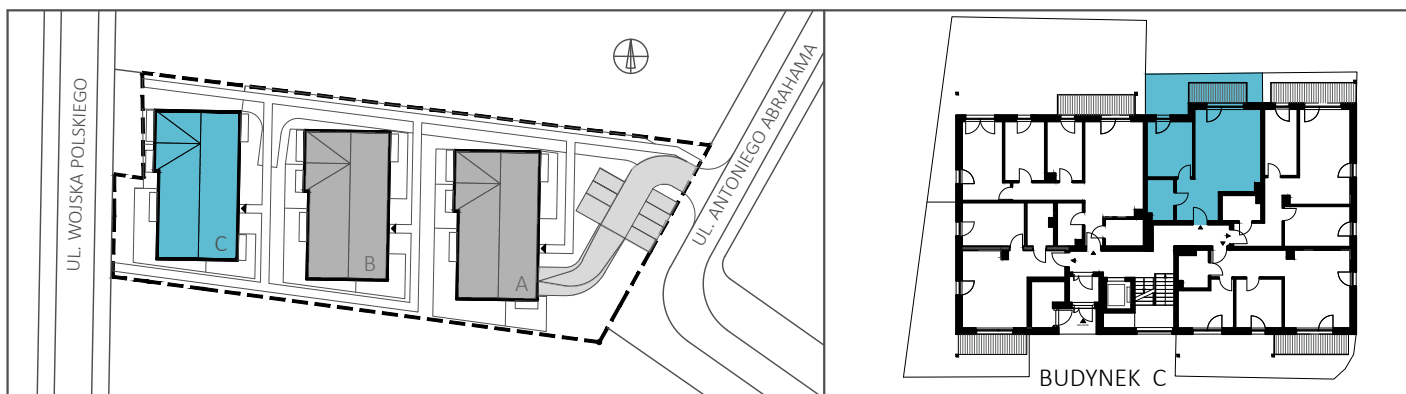 UL. WOJSKA POLSKIEGO
C
B
A
UL. ANTONIEGO ABRAHAMA
BUDYNEK C